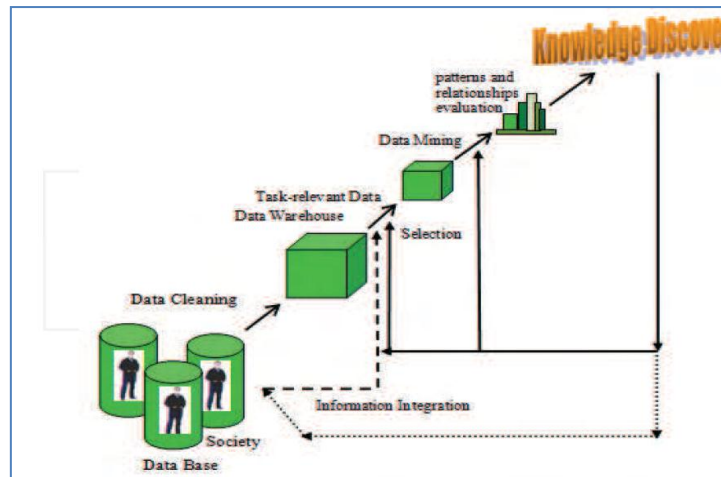 Knowledge Discove
patterns and
relationships
evaluation
Data Mining
Task-relevant Data
Data Warehouse
Selection
Data Cleaning
Information Integration
Society
Data Base